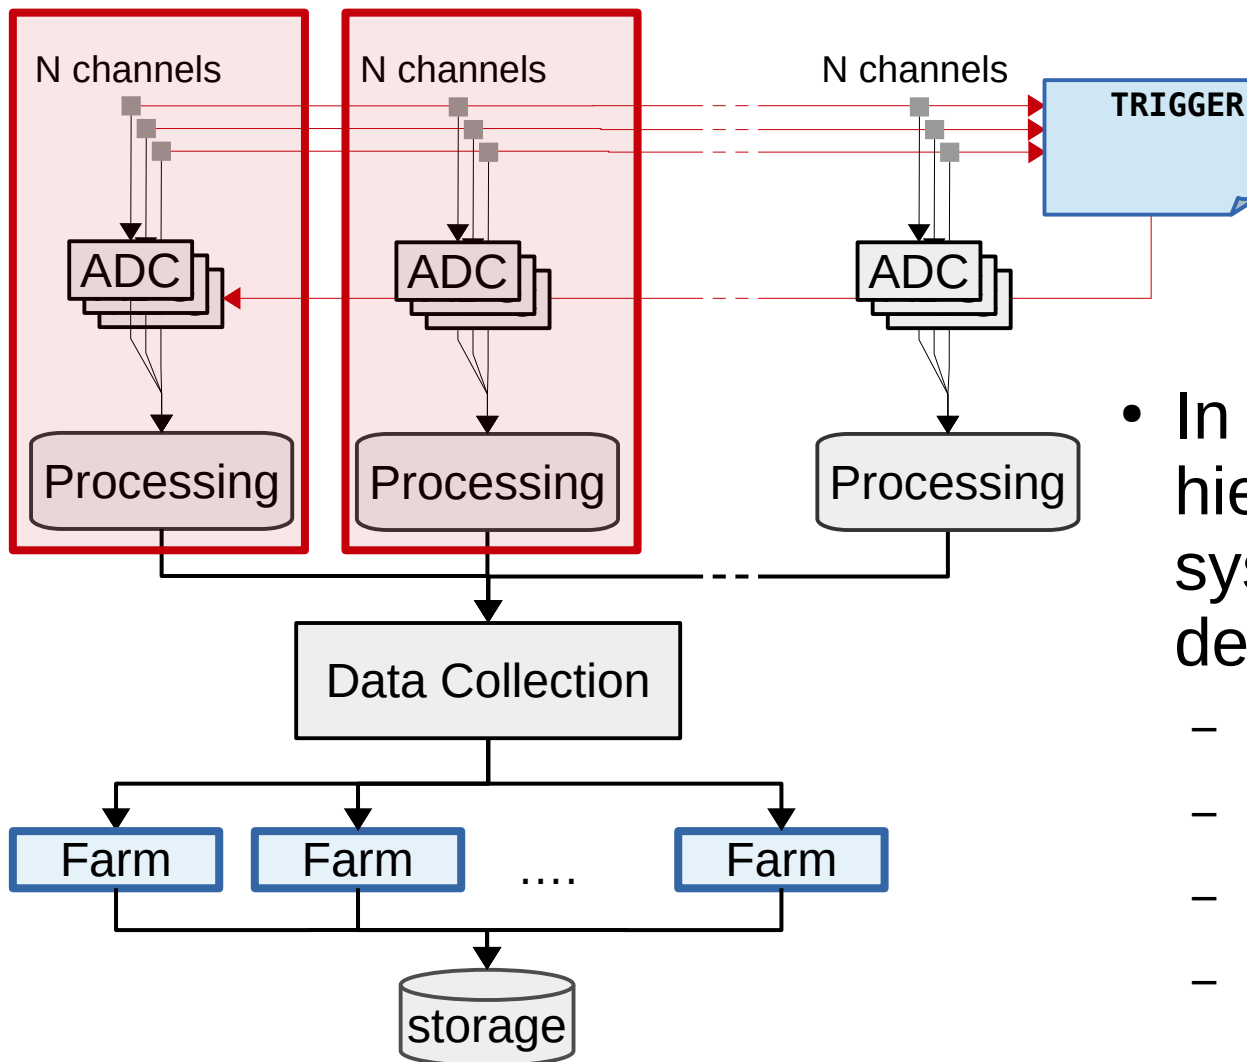 N channels
N channels
N channels
TRIGGER
ADC
ADC
ADC
Processing
Processing
Processing
• In
hie
sys
de
Data Collection
–
–
–
–
Farm
Farm
....
Farm
storage